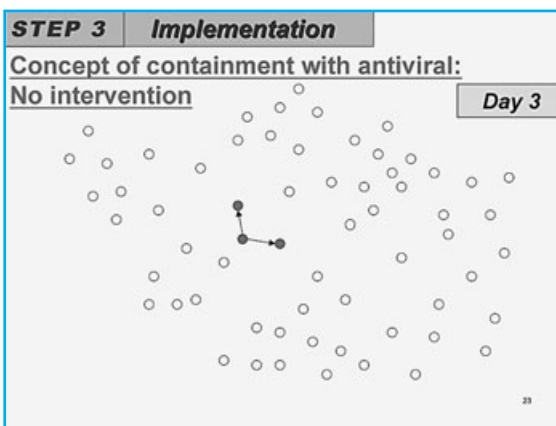 STEP 3 Implementation
Concept of containment with antiviral:
No intervention
Day 3
23